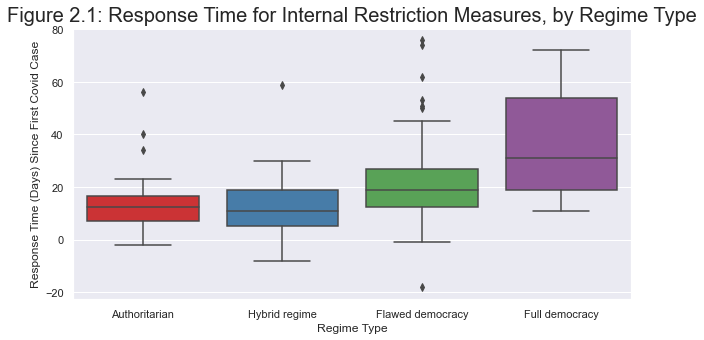 Figure 2.1: Response Time for Internal Restriction Measures, by Regime Type
Response Time (Days) Since First Covid Case
80
60
40
20
0
−20
Authoritarian Hybrid regime Flawed democracy Full democracy
Regime Type